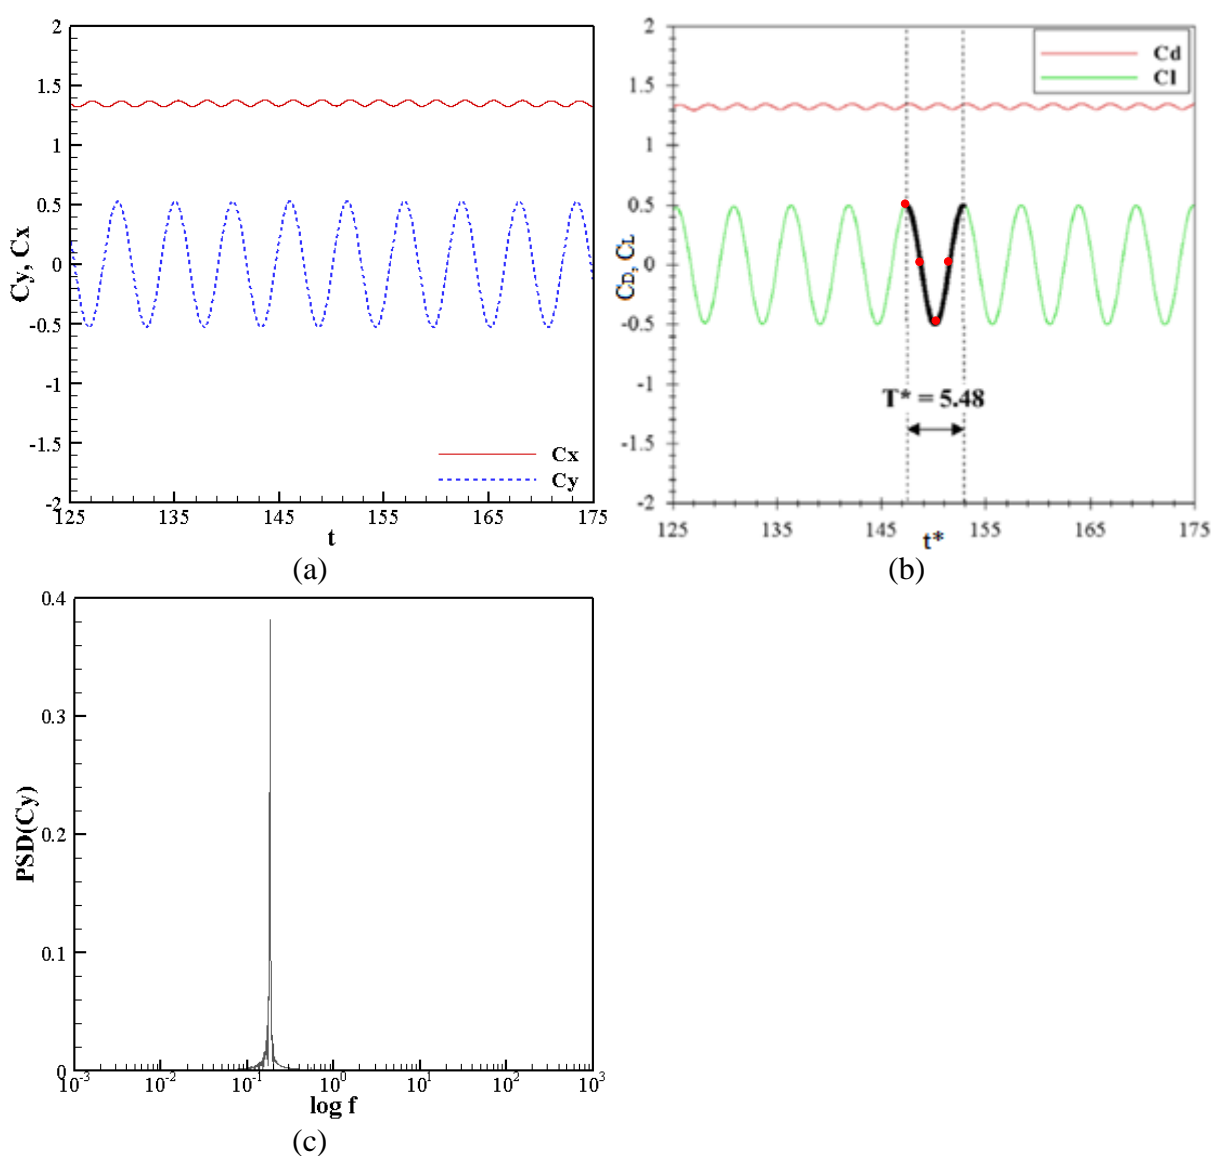 2
1.5
1
0.5
0
-0.5
-1
-1.5
-2
Cy, Cx
Cx
Cy
125 135 145 155 165 175
t
(a)
2
1.5
1
0.5
0
-0.5
-1
-1.5
-2
CD, CL
Cd
Cl
T* = 5.48
125 135 145 155 165 175
t*
(b)
0.4
0.3
0.2
0.1
0
PSD(Cy)
10-3 10-2 10-1 100 101 102 103
log f
(c)